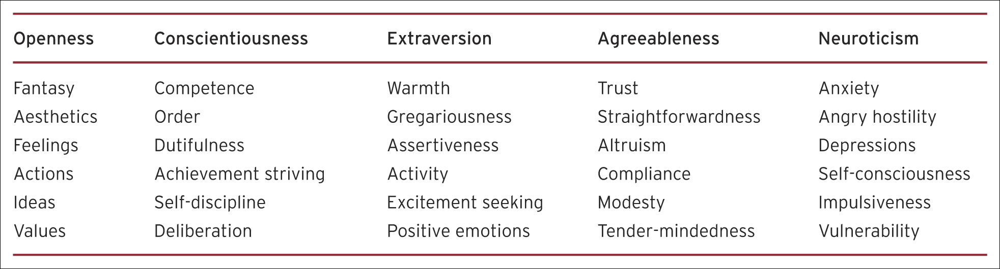 Openness Conscientiousness Extraversion Agreeableness Neuroticism
Fantasy Competence Warmth Trust Anxiety
Aesthetics Order Gregariousness Straightforwardness Angry hostility
Feelings Dutifulness Assertiveness Altruism Depressions
Actions Achievement striving Activity Compliance Self-consciousness
Ideas Self-discipline Excitement seeking Modesty Impulsiveness
Values Deliberation Positive emotions Tender-mindedness Vulnerability